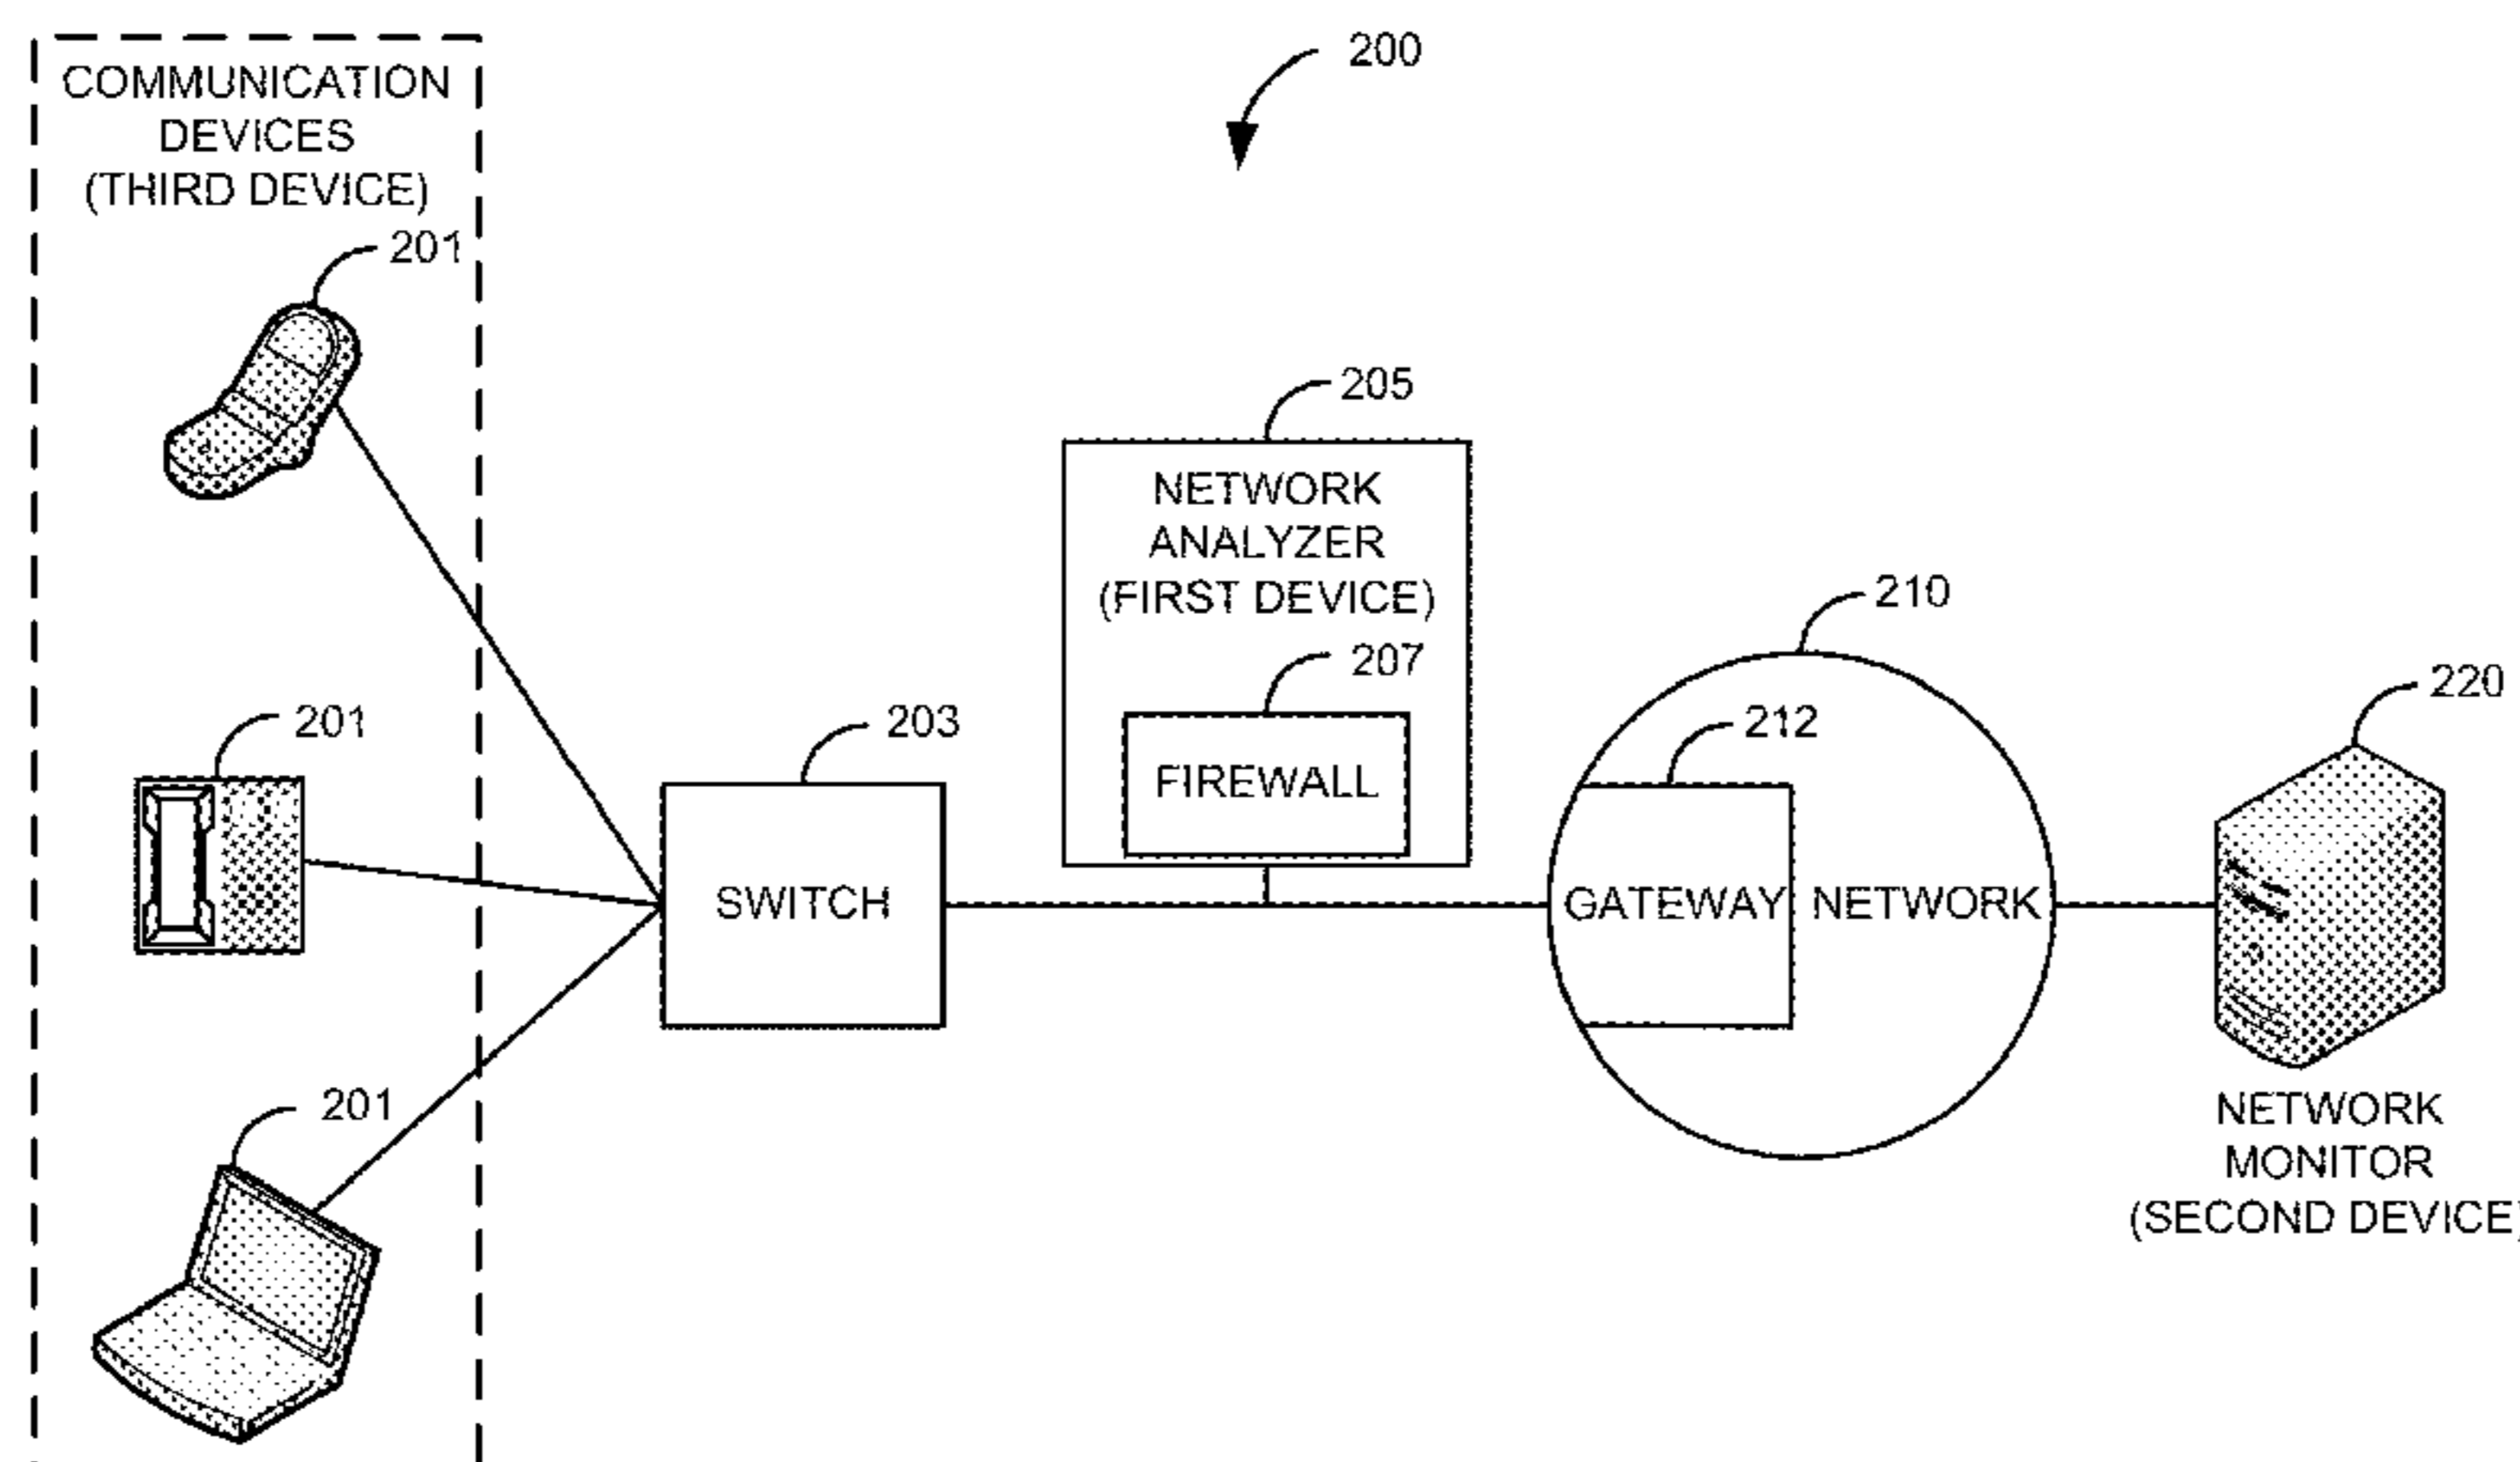 COMMUNICATION
DEVICES
(THIRD DEVICE)
201
200
205
NETWORK
ANALYZER
(FIRST DEVICE)
207
FIREWALL
210
212
GATEWAY
NETWORK
220
201
203
SWITCH
201
NETWORK
MONITOR
(SECOND DEVICE)